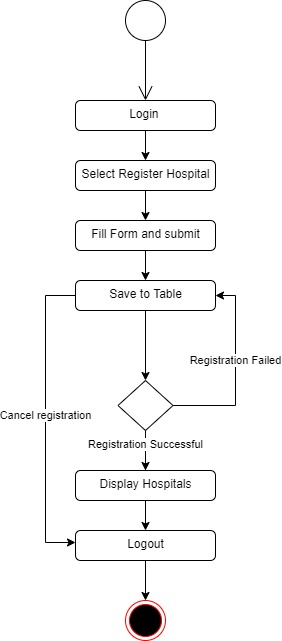 Login
Select Register Hospital
Fill Form and submit
Save to Table
Registration Failed
Cancel registration
Registration Successful
Display Hospitals
Logout